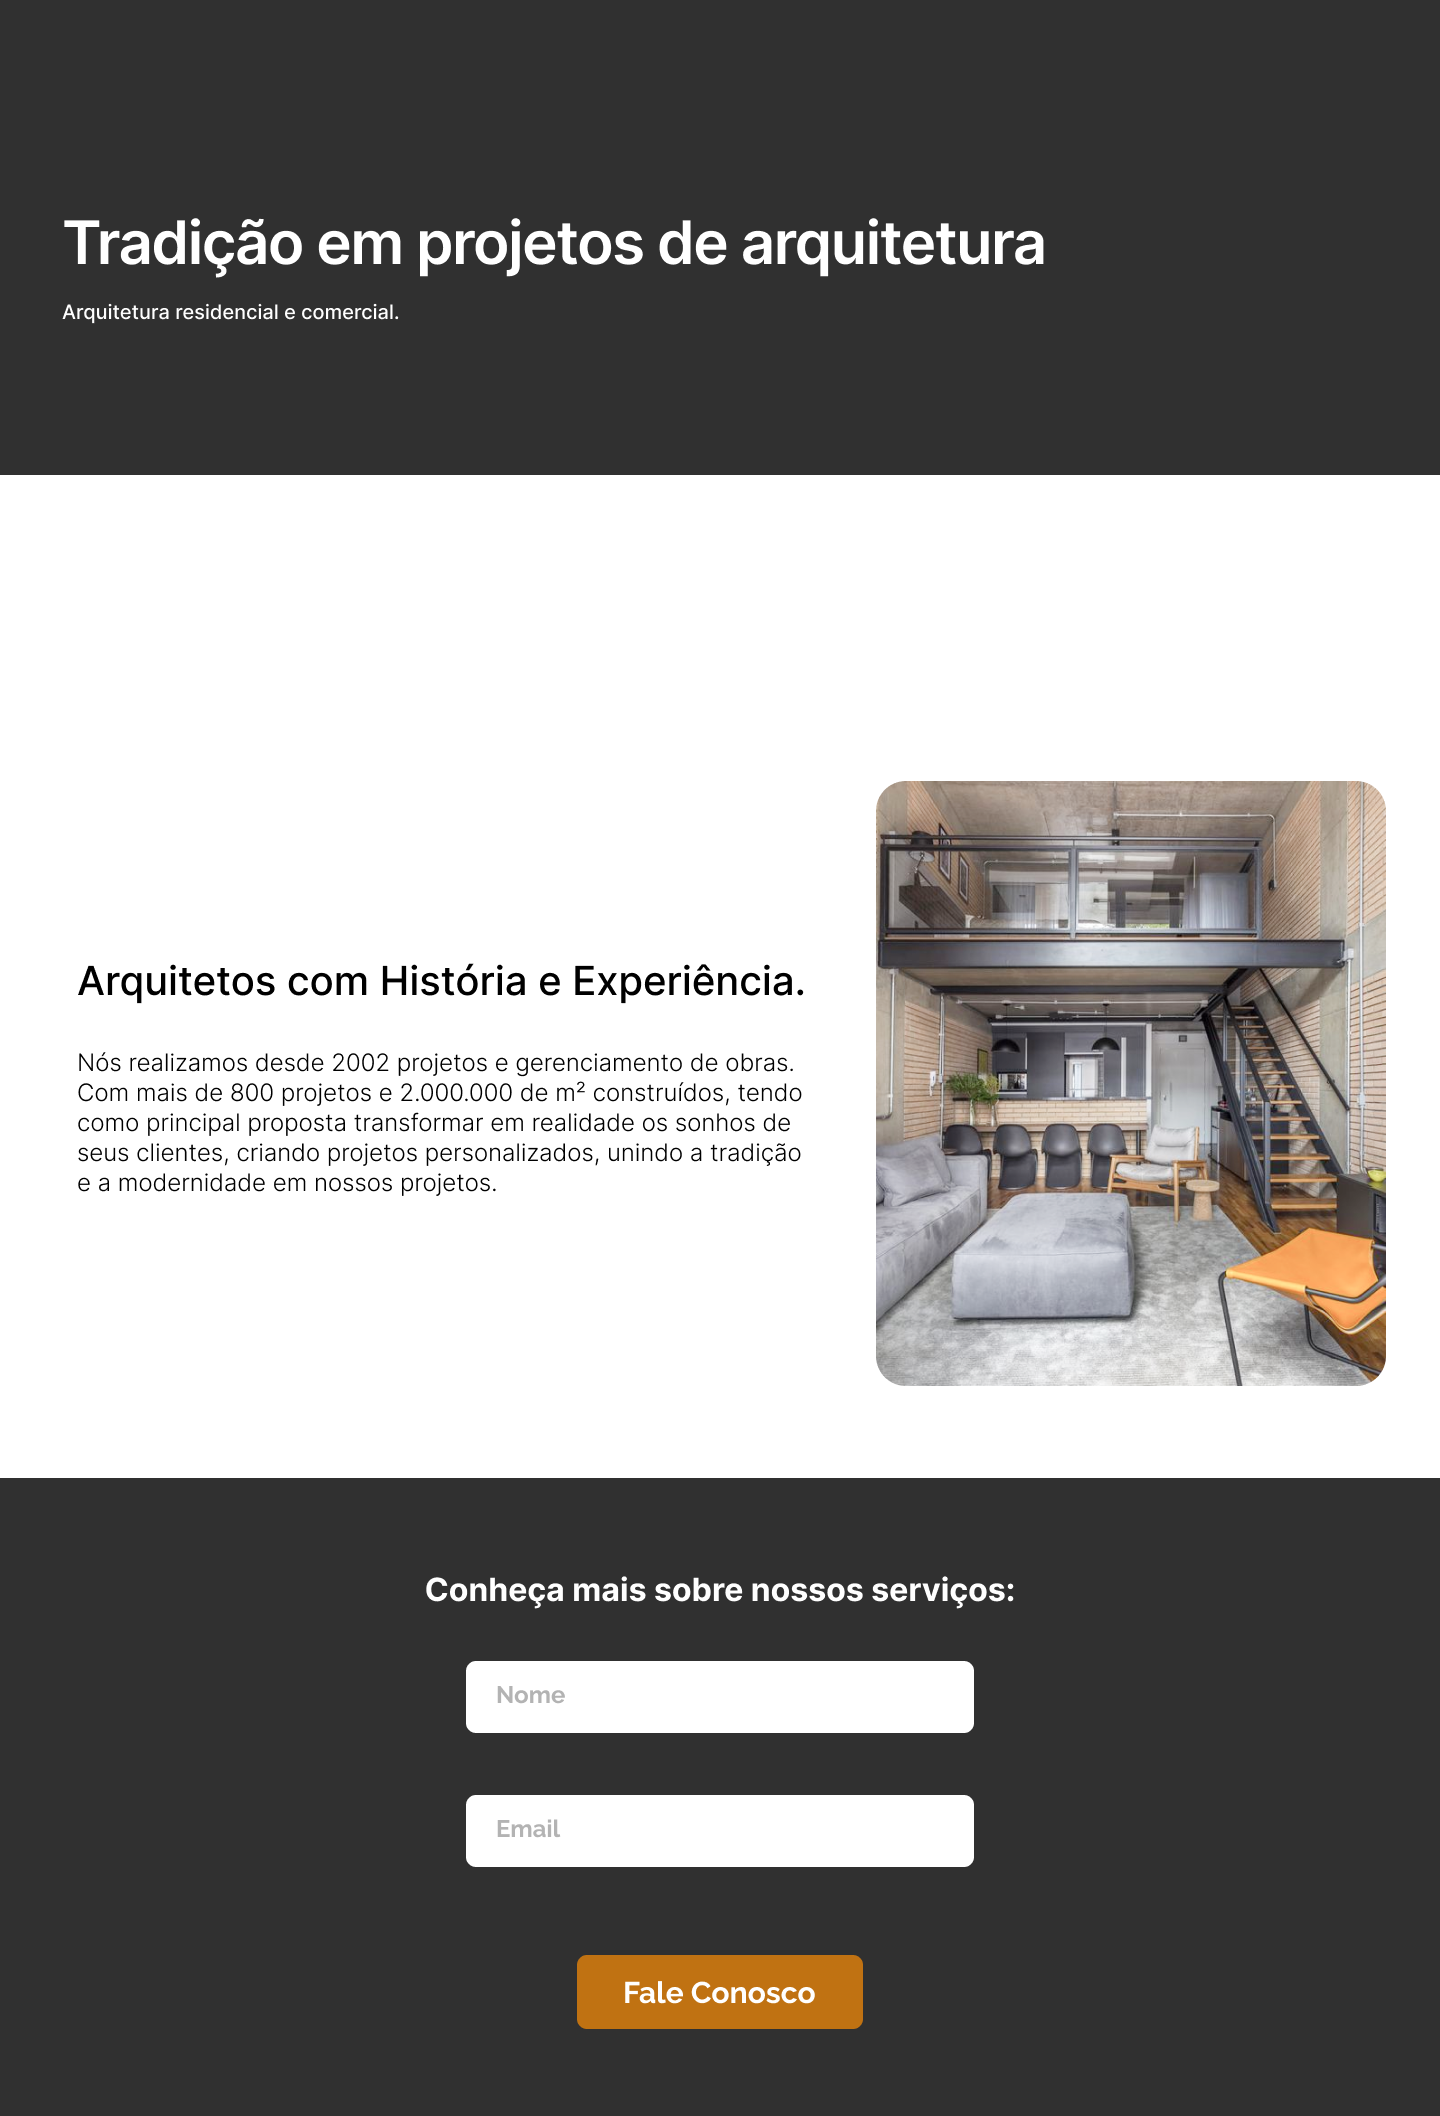 Tradição em projetos de arquitetura
Arquitetura residencial e comercial.
Arquitetos com História e Experiência.
Nós realizamos desde 2002 projetos e gerenciamento de obras.
Com mais de 800 projetos e 2.000.000 de m² construídos, tendo
como principal proposta transformar em realidade os sonhos de
seus clientes, criando projetos personalizados, unindo a tradição
e a modernidade em nossos projetos.
Conheça mais sobre nossos serviços:
Nome
Email
Fale Conosco